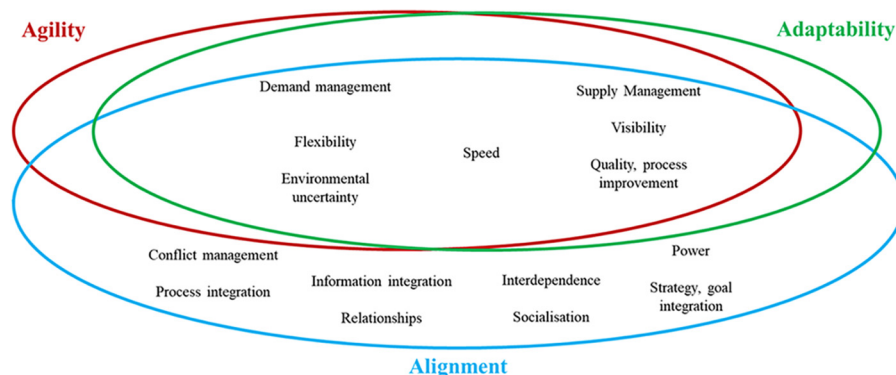 Agility
Adaptability
Demand management
Supply Management
Flexibility
Visibility
Speed
Environmental
uncertainty
Quality, process
improvement
Conflict management
Power
Information integration
Interdependence
Process integration
Strategy, goal
integration
Relationships
Socialisation
Alignment